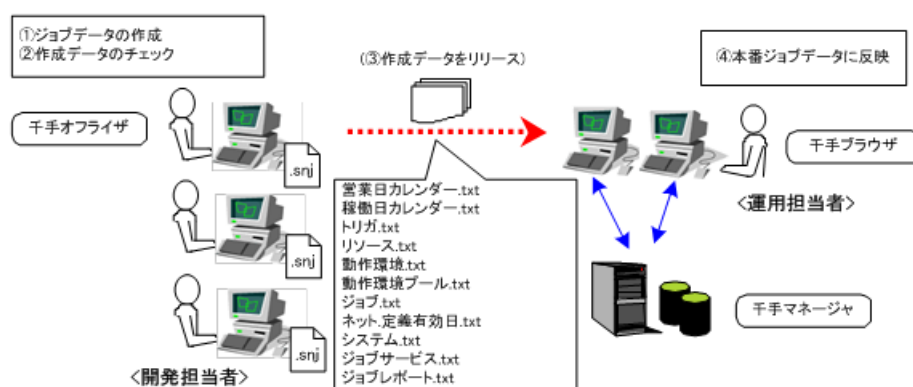 ①ジョブデータの作成
②作成データのチェック
(③作成データをリリース)
④本番ジョブデータに反映
千手オフライザ
.snj
.snj
.snj
<開発担当者>
営業日カレンダー.txt
稼働日カレンダー.txt
トリガ.txt
リソース.txt
動作環境.txt
動作環境プール.txt
ジョブ.txt
ネット.定義有効日.txt
システム.txt
ジョブサービス.txt
ジョブレポート.txt
千手ブラウザ
<運用担当者>
千手マネージャ